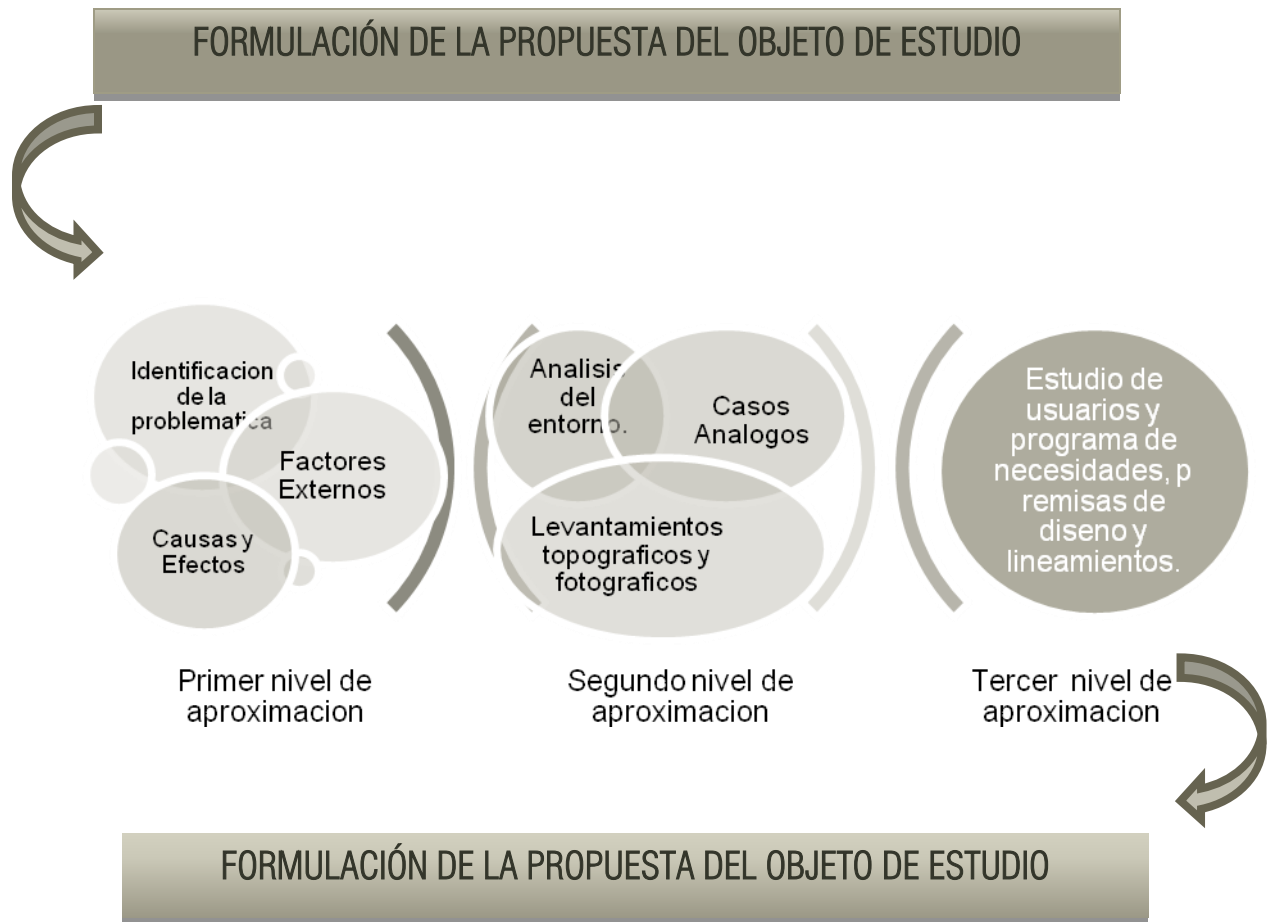 FORMULACIÓN DE LA PROPUESTA DEL OBJETO DE ESTUDIO
Identificacion
de la
problematica
Factores
Externos
Causas y
Efectos
Primer nivel de
aproximacion
Analisis
del
entorno.
Casos
Analogos
Levantamientos
topograficos y
fotograficos
Segundo nivel de
aproximacion
Estudio de
usuarios y
programa de
necesidades, p
remisas de
diseno y
lineamientos.
Tercer nivel de
aproximacion
FORMULACIÓN DE LA PROPUESTA DEL OBJETO DE ESTUDIO